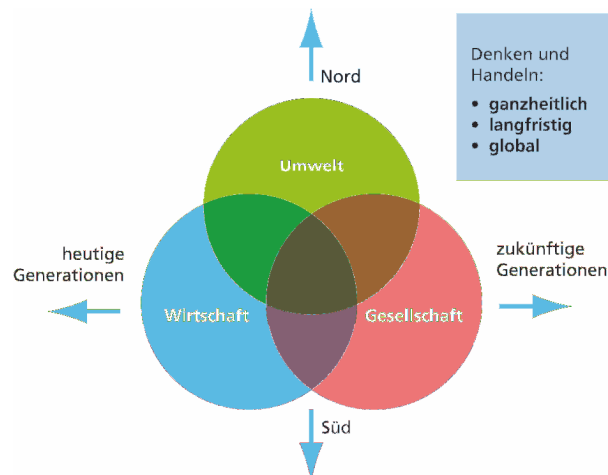 Nord
Denken und
Handeln:
• ganzheitlich
• langfristig
• global
Umwelt
heutige
Generationen
zukünftige
Generationen
Wirtschaft
Gesellschaft
Süd